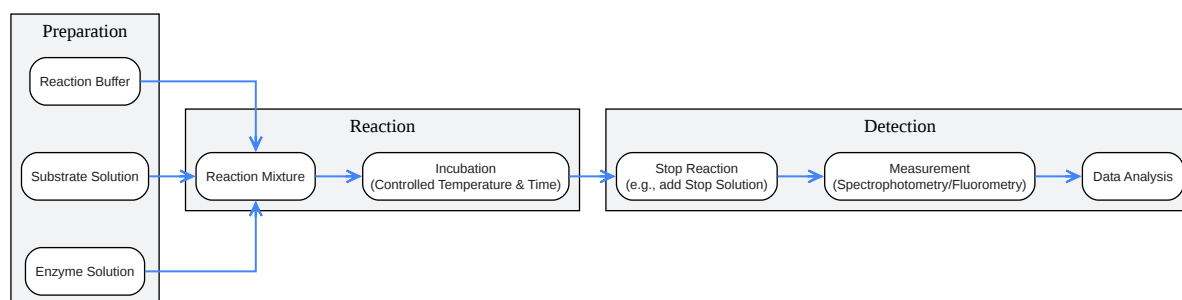 Preparation
Reaction Buffer
Substrate Solution
Enzyme Solution
Reaction
Reaction Mixture
Incubation
(Controlled Temperature & Time)
Detection
Stop Reaction
(e.g., add Stop Solution)
Measurement
(Spectrophotometry/Fluorometry)
Data Analysis